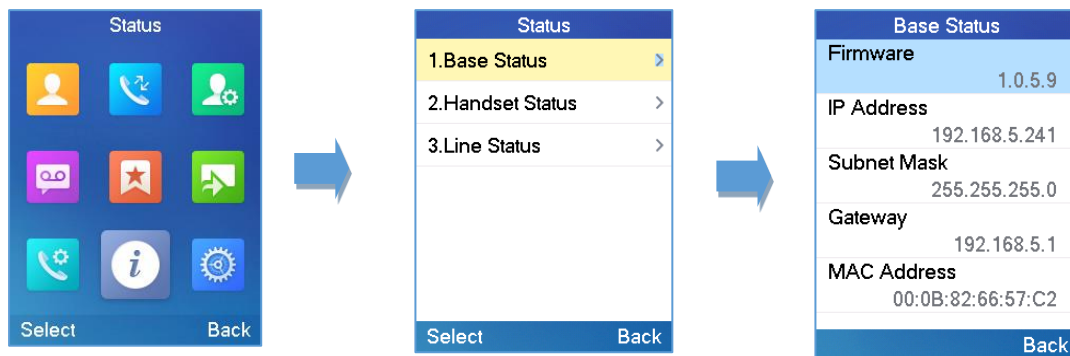 Status
Select Back
Status
1.Base Status
2.Handset Status
3.Line Status
Select Back
Base Status
Firmware
1.0.5.9
IP Address
192.168.5.241
Subnet Mask
255.255.255.0
Gateway
192.168.5.1
MAC Address
00:0B:82:66:57:C2
Back